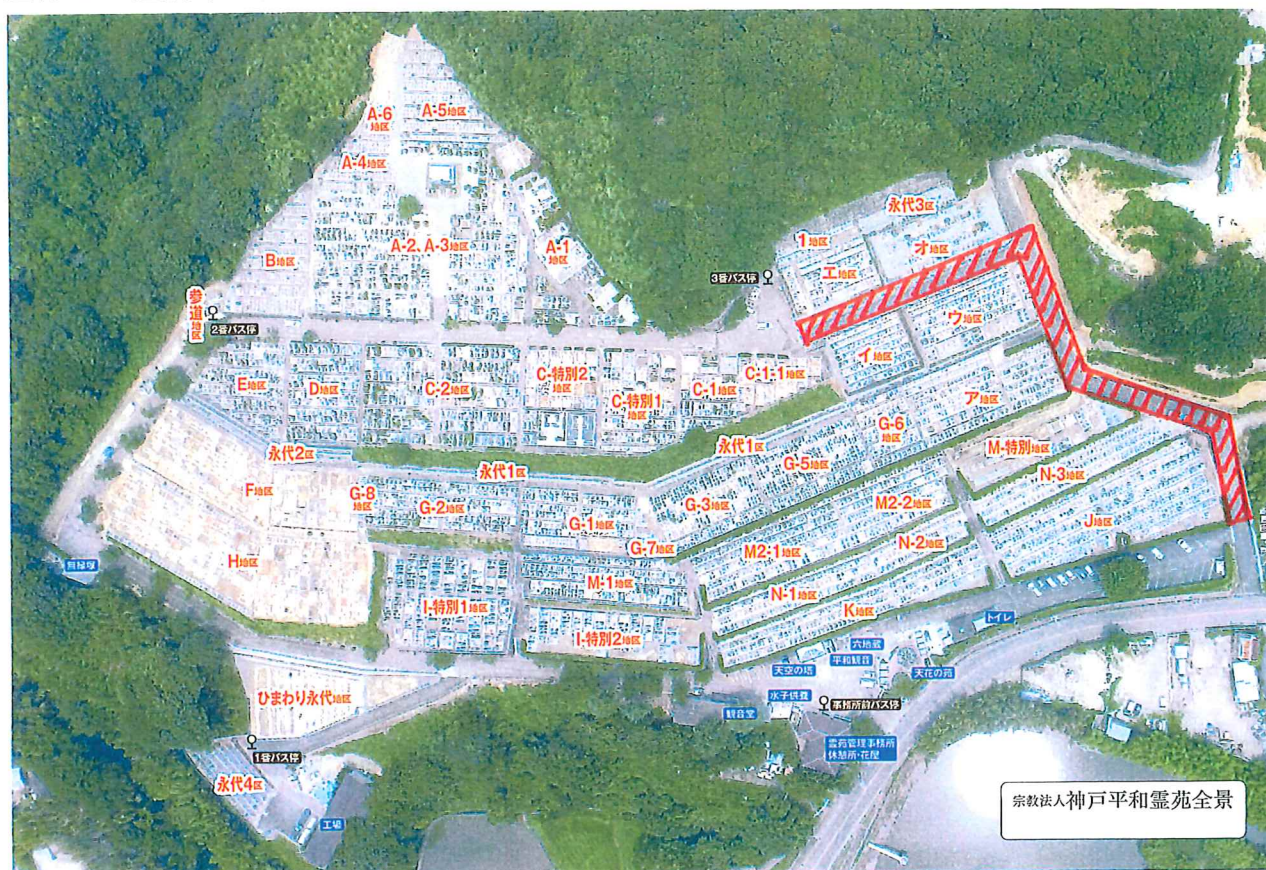 A-6地区
A-5地区
A-4地区
A-2、A-3地区
A-1地区
B地区
参道地区
2番バス停
3番バス停
永代3区
1地区
エ地区
オ地区
ウ地区
イ地区
ア地区
E地区
D地区
C-2地区
C-特別2地区
C-特別1地区
C-1地区
C-1-1地区
永代2区
永代1区
永代1区
F地区
G-8地区
G-2地区
G-1地区
G-7地区
G-3地区
G-5地区
G-6地区
M-特別地区
N-3地区
J地区
M2-2地区
M2-1地区
N-2地区
N-1地区
K地区
M-1地区
H地区
I-特別1地区
I-特別2地区
無縁塚
ひまわり永代地区
1番バス停
永代4区
工場
トイレ
六地蔵
平和観音
天空の塔
天花の苑
水子供養
観音堂
事務所前バス停
霊苑管理事務所
休憩所・花屋
宗教法人神戸平和霊苑全景